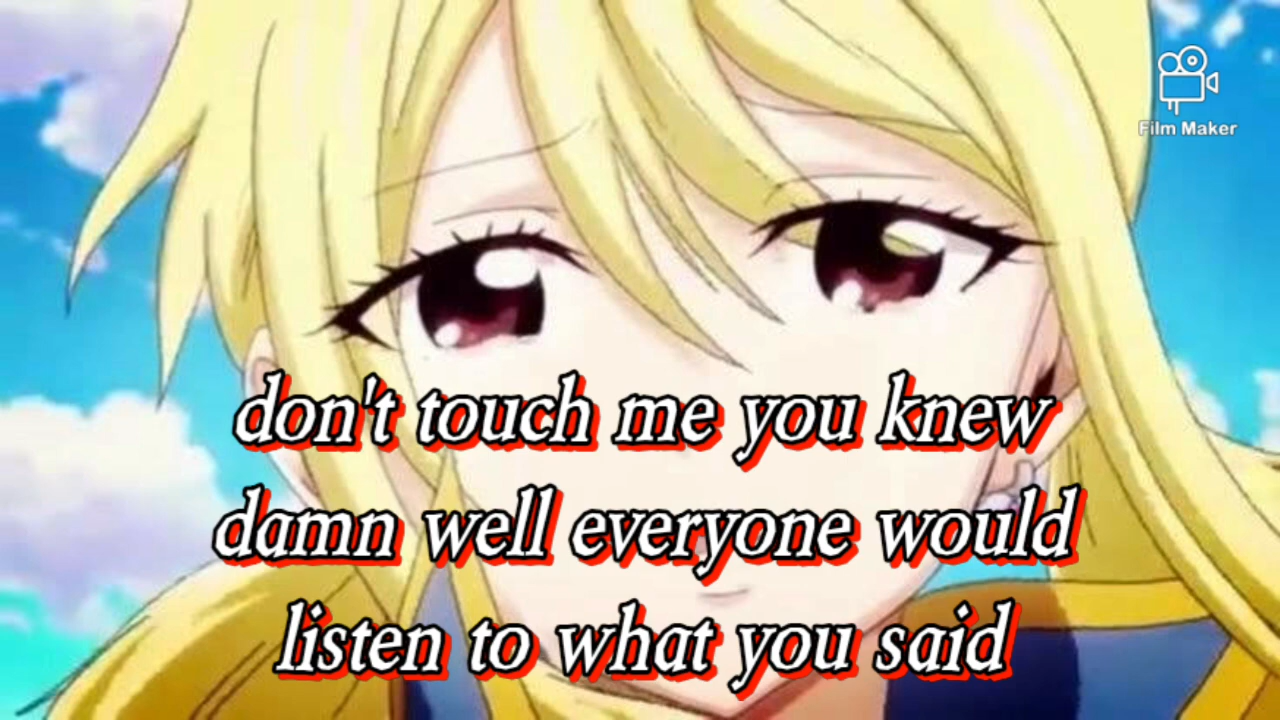 Film Maker
don't touch me you knew
damn well everyone would
listen to what you said